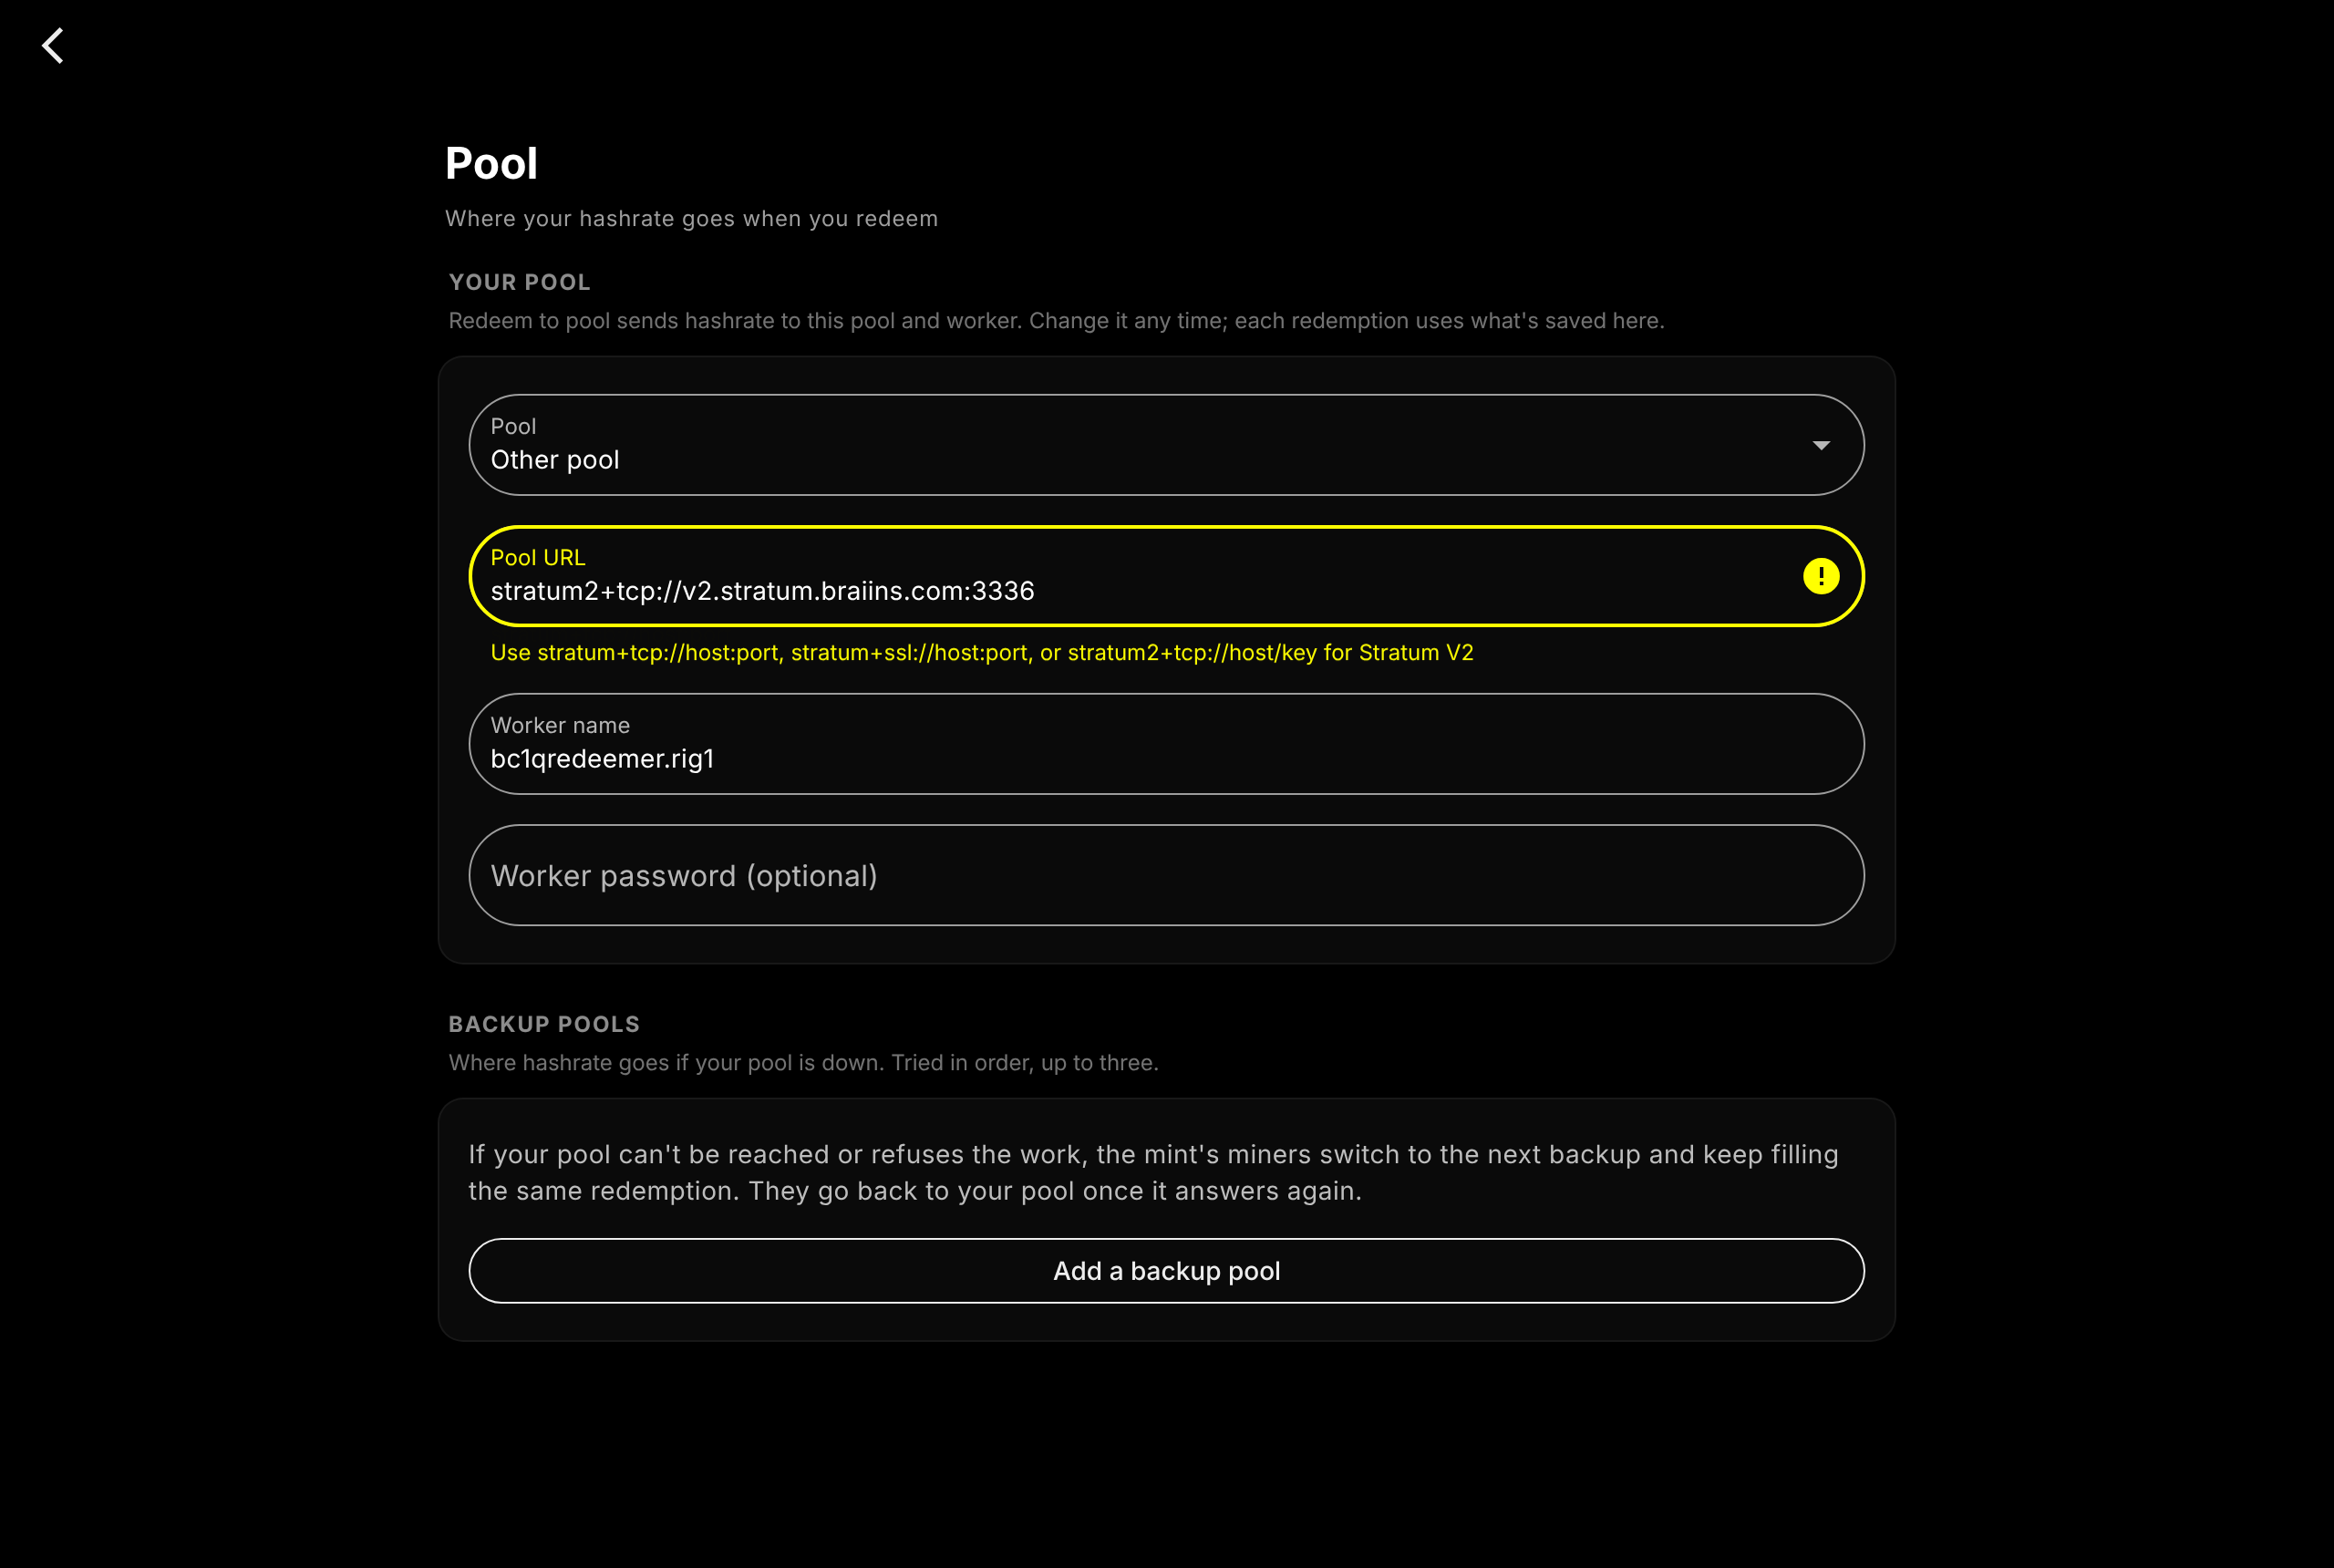 Pool
Where your hashrate goes when you redeem
YOUR POOL
Redeem to pool sends hashrate to this pool and worker. Change it any time; each redemption uses what's saved here.
Pool
Other pool
Pool URL
stratum2+tcp://v2.stratum.braiins.com:3336
Use stratum+tcp://host:port, stratum+ssl://host:port, or stratum2+tcp://host/key for Stratum V2
Worker name
bc1qredeemer.rig1
Worker password (optional)
BACKUP POOLS
Where hashrate goes if your pool is down. Tried in order, up to three.
If your pool can't be reached or refuses the work, the mint's miners switch to the next backup and keep filling
the same redemption. They go back to your pool once it answers again.
Add a backup pool